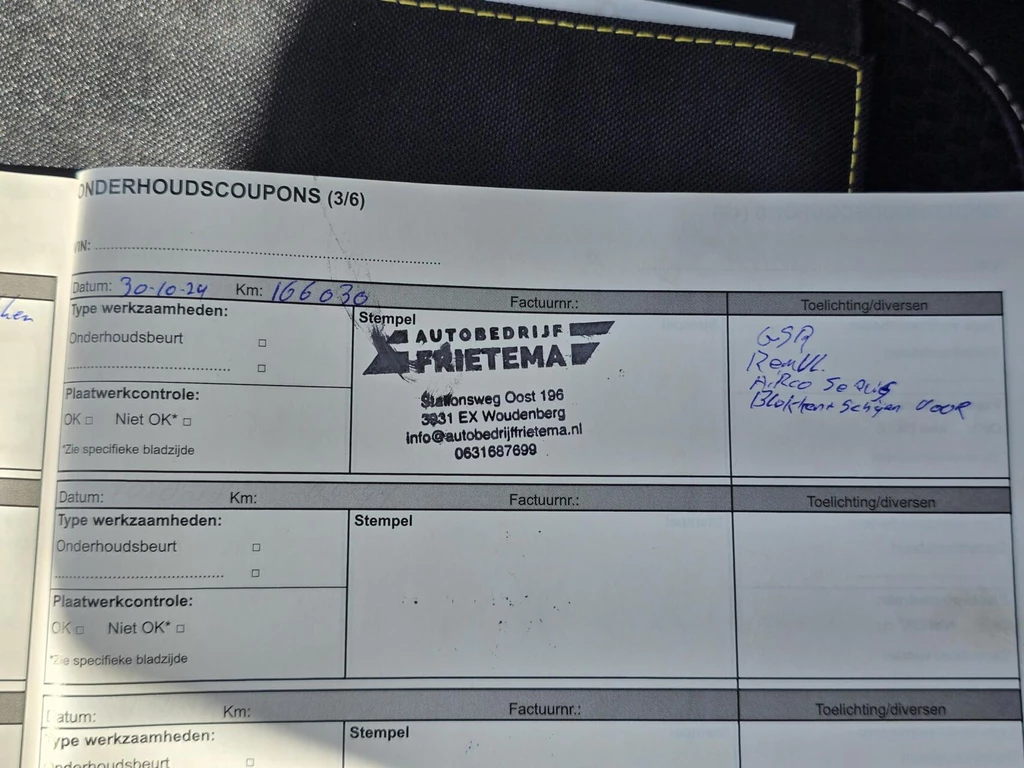 ONDERHOUDSCOUPONS (3/6)
VIN:
Datum: 30-10-24 Km: 166030 Factuurnr.: Toelichting/diversen
Type werkzaamheden:
Onderhoudsbeurt
Plaatwerkcontrole:
OK □ Niet OK* □
*Zie specifieke bladzijde
Stempel
AUTOBEDRIJF
FRIETEMA
Stationsweg Oost 196
3931 EX Woudenberg
info@autobedrijffrietema.nl
0631687699
GSR
RemVl.
AiRco
Blokken+ Schijven VOOR
Datum: Km: Factuurnr.: Toelichting/diversen
Type werkzaamheden:
Onderhoudsbeurt
Plaatwerkcontrole:
OK □ Niet OK* □
*Zie specifieke bladzijde
Stempel
Datum: Km: Factuurnr.: Toelichting/diversen
Type werkzaamheden:
Onderhoudsbeurt
Stempel